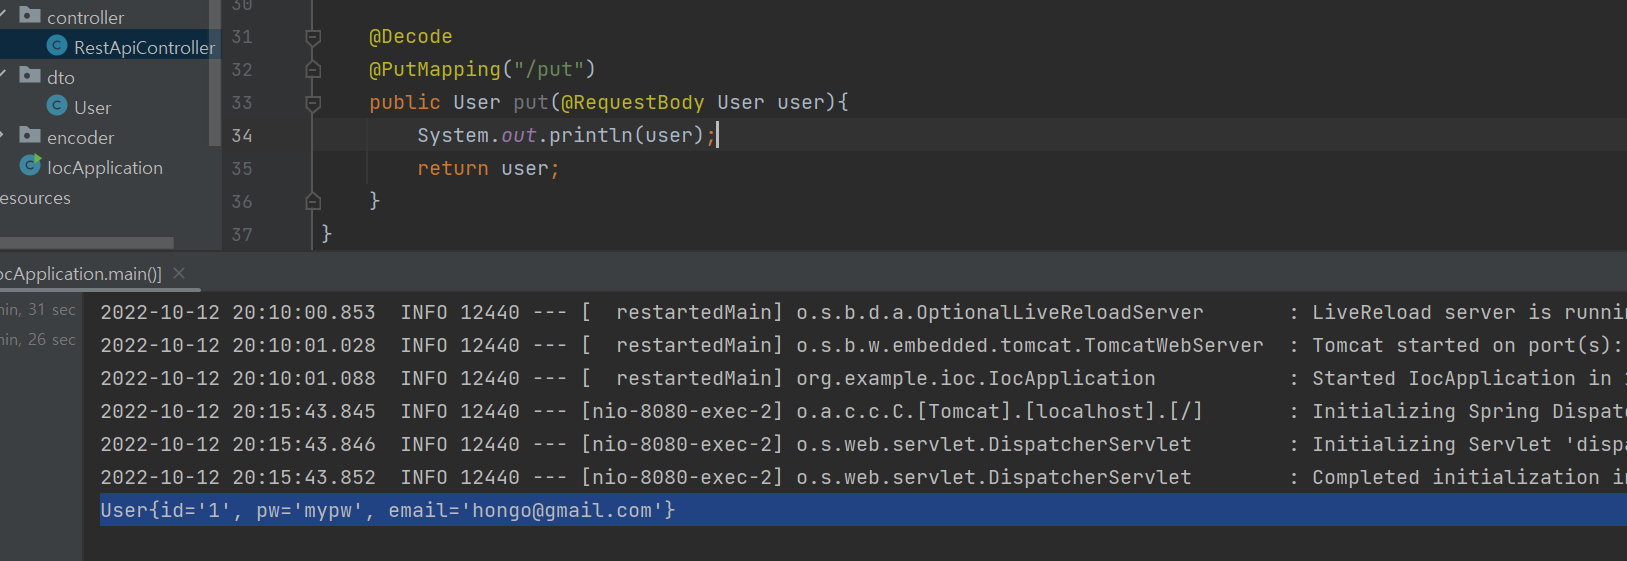 controller
RestApiController
dto
User
encoder
IocApplication
esources
30
31 @Decode
32 @PutMapping("/put")
33 public User put(@RequestBody User user){
34 System.out.println(user);
35 return user;
36 }
37 }
ocApplication.main()]
min, 31 sec
min, 26 sec
2022-10-12 20:10:00.853 INFO 12440 --- [ restartedMain] o.s.b.d.a.OptionalLiveReloadServer : LiveReload server is runnin
2022-10-12 20:10:01.028 INFO 12440 --- [ restartedMain] o.s.b.w.embedded.tomcat.TomcatWebServer : Tomcat started on port(s):
2022-10-12 20:10:01.088 INFO 12440 --- [ restartedMain] org.example.ioc.IocApplication : Started IocApplication in
2022-10-12 20:15:43.845 INFO 12440 --- [nio-8080-exec-2] o.a.c.c.C.[Tomcat].[localhost].[/] : Initializing Spring Dispatc
2022-10-12 20:15:43.846 INFO 12440 --- [nio-8080-exec-2] o.s.web.servlet.DispatcherServlet : Initializing Servlet 'dispa
2022-10-12 20:15:43.852 INFO 12440 --- [nio-8080-exec-2] o.s.web.servlet.DispatcherServlet : Completed initialization in
User{id='1', pw='mypw', email='hongo@gmail.com'}